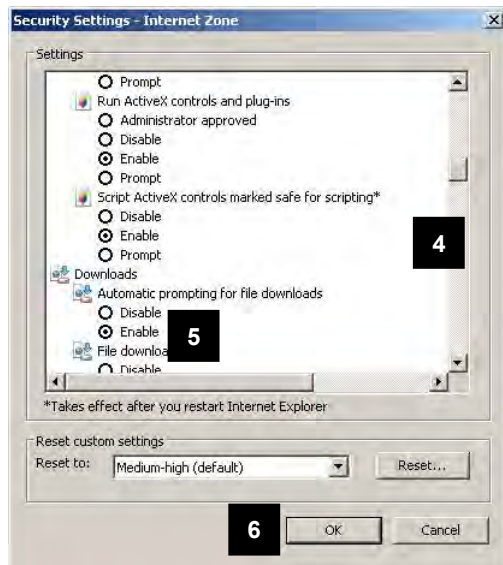 Security Settings - Internet Zone
Settings
Prompt
Run ActiveX controls and plug-ins
Administrator approved
Disable
Enable
Prompt
Script ActiveX controls marked safe for scripting*
Disable
Enable
Prompt
4
Downloads
Automatic prompting for file downloads
Disable
Enable
5
File
Disable
*Takes effect after you restart Internet Explorer
Reset custom settings
Reset to:
Medium-high (default)
Reset...
6
OK
Cancel